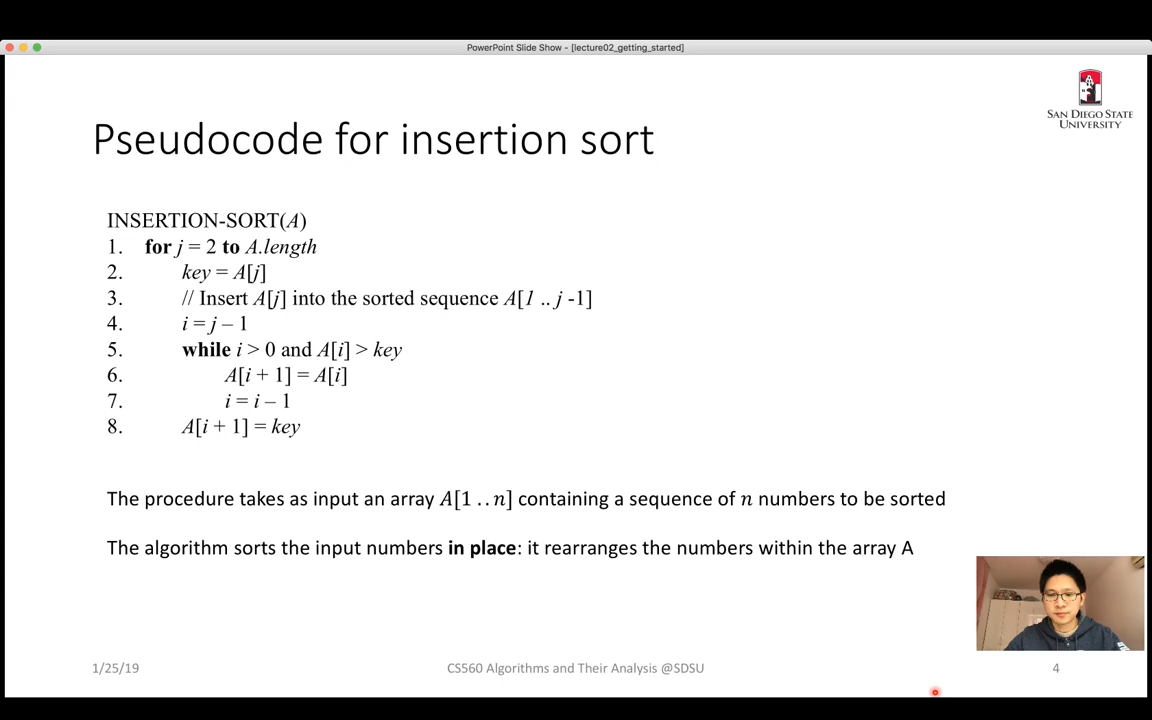 PowerPoint Slide Show - [lecture02_getting_started]
SAN DIEGO STATE
UNIVERSITY
Pseudocode for insertion sort
INSERTION-SORT(A)
1. for j = 2 to A.length
2. key = A[j]
3. // Insert A[j] into the sorted sequence A[1 .. j -1]
4. i = j – 1
5. while i > 0 and A[i] > key
6. A[i + 1] = A[i]
7. i = i – 1
8. A[i + 1] = key
The procedure takes as input an array A[1 .. n] containing a sequence of n numbers to be sorted
The algorithm sorts the input numbers in place: it rearranges the numbers within the array A
1/25/19
CS560 Algorithms and Their Analysis @SDSU
4